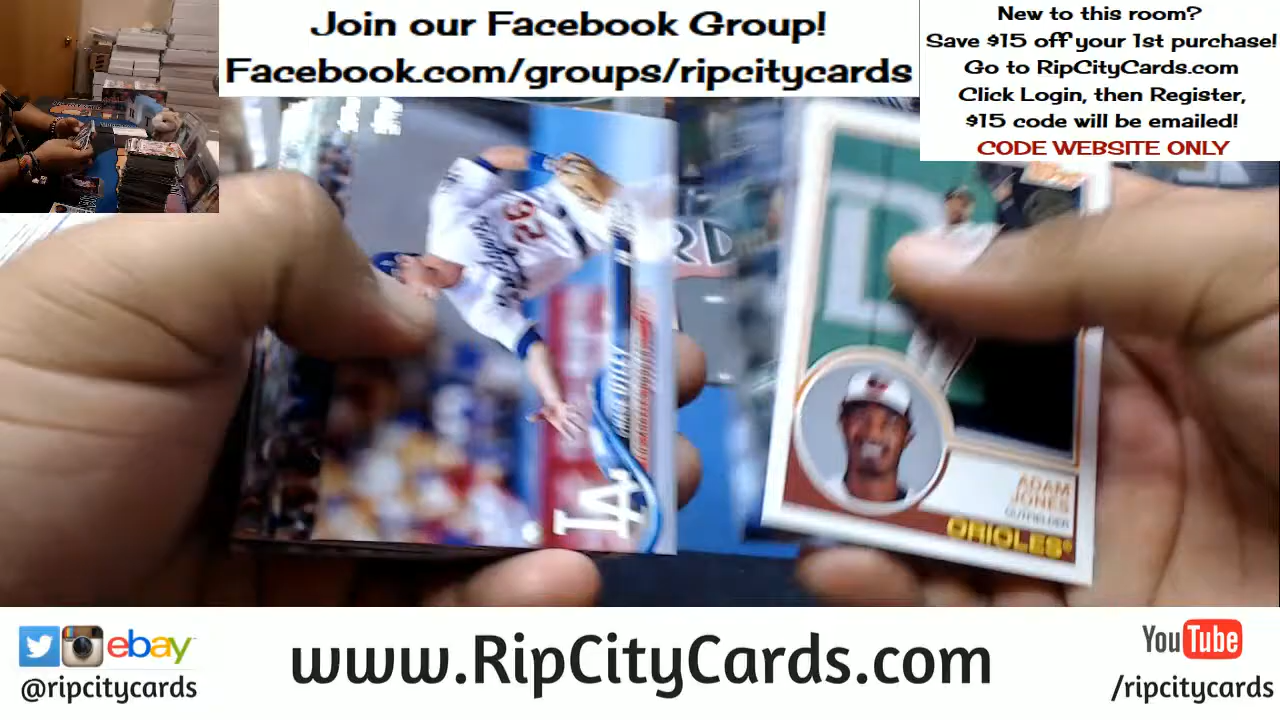 Join our Facebook Group!
Facebook.com/groups/ripcitycards
New to this room?
Save $15 off your 1st purchase!
Go to RipCityCards.com
Click Login, then Register,
$15 code will be emailed!
CODE WEBSITE ONLY
LA
ADAM
JONES
OUTFIELDER
ORIOLES
ebay
@ripcitycards
www.RipCityCards.com
YouTube
/ripcitycards